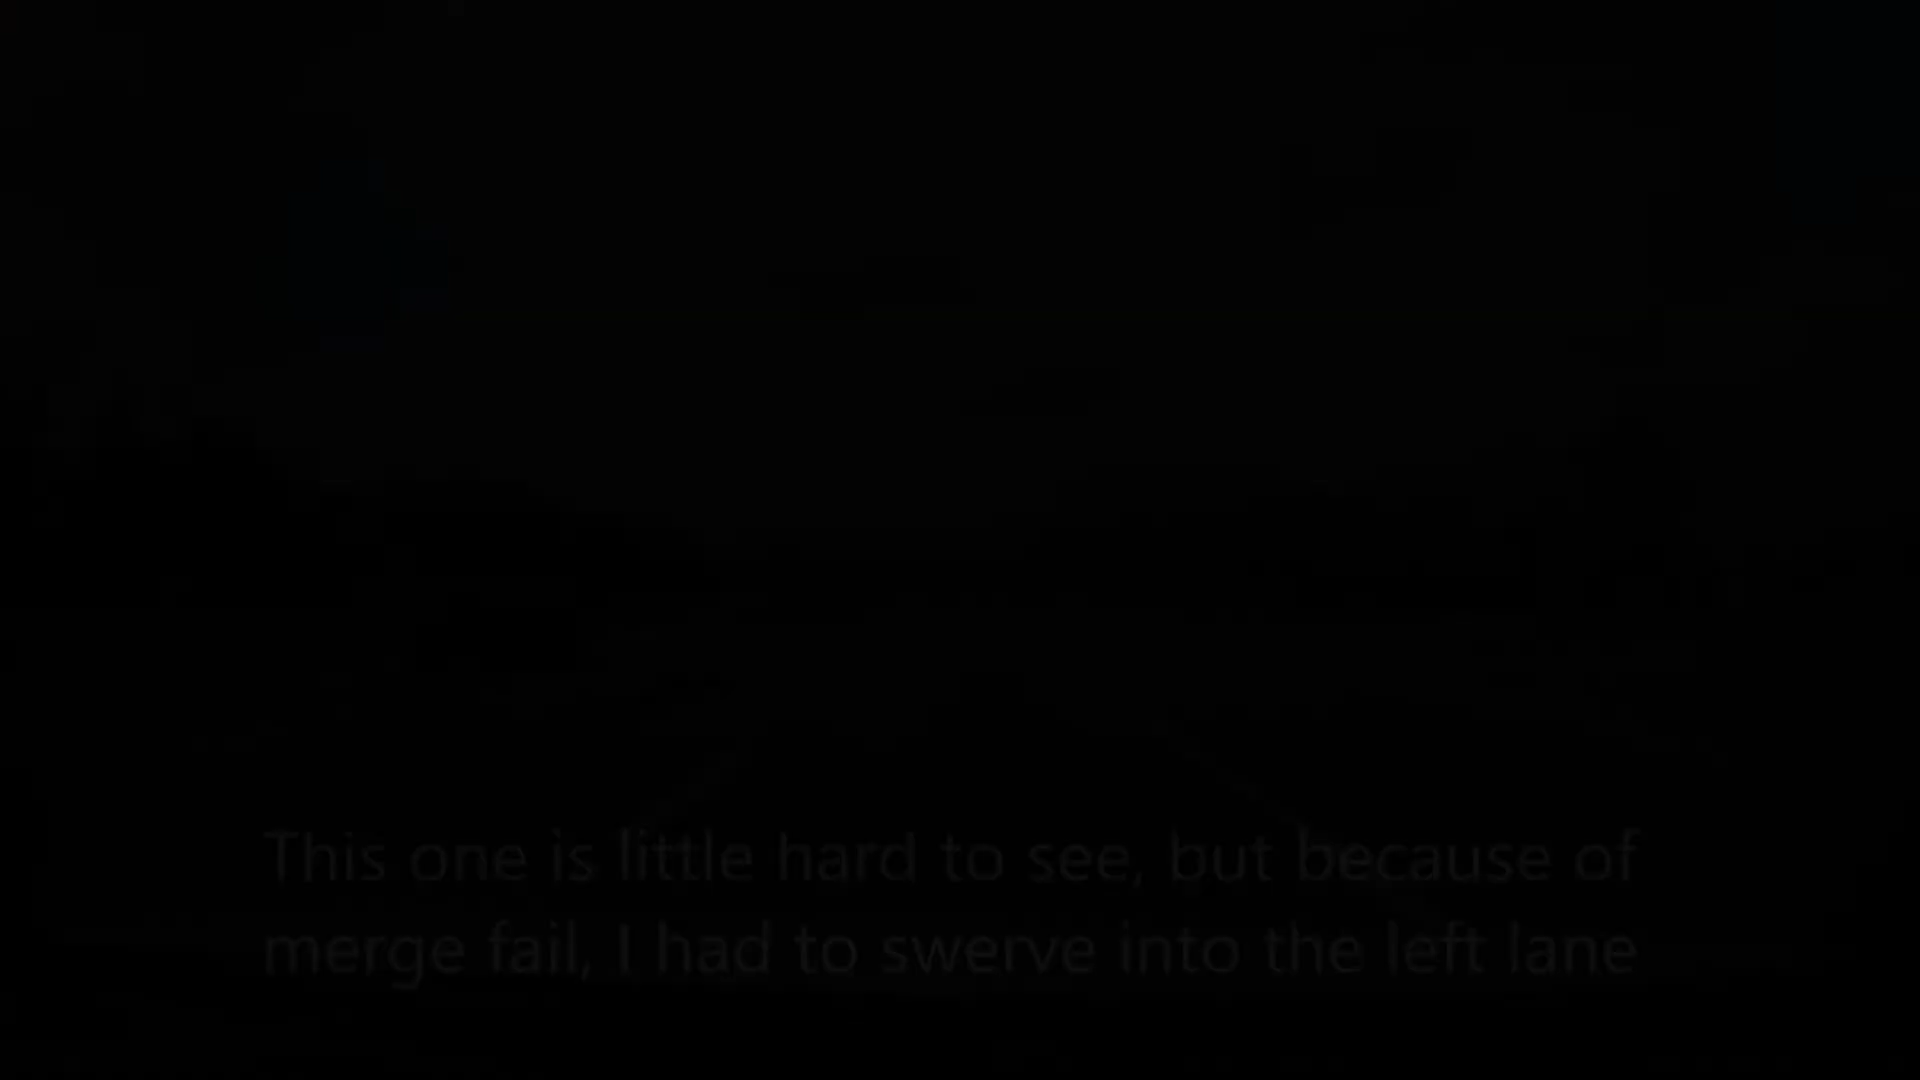 This one is little hard to see, but because of
merge fail, I had to swerve into the left lane